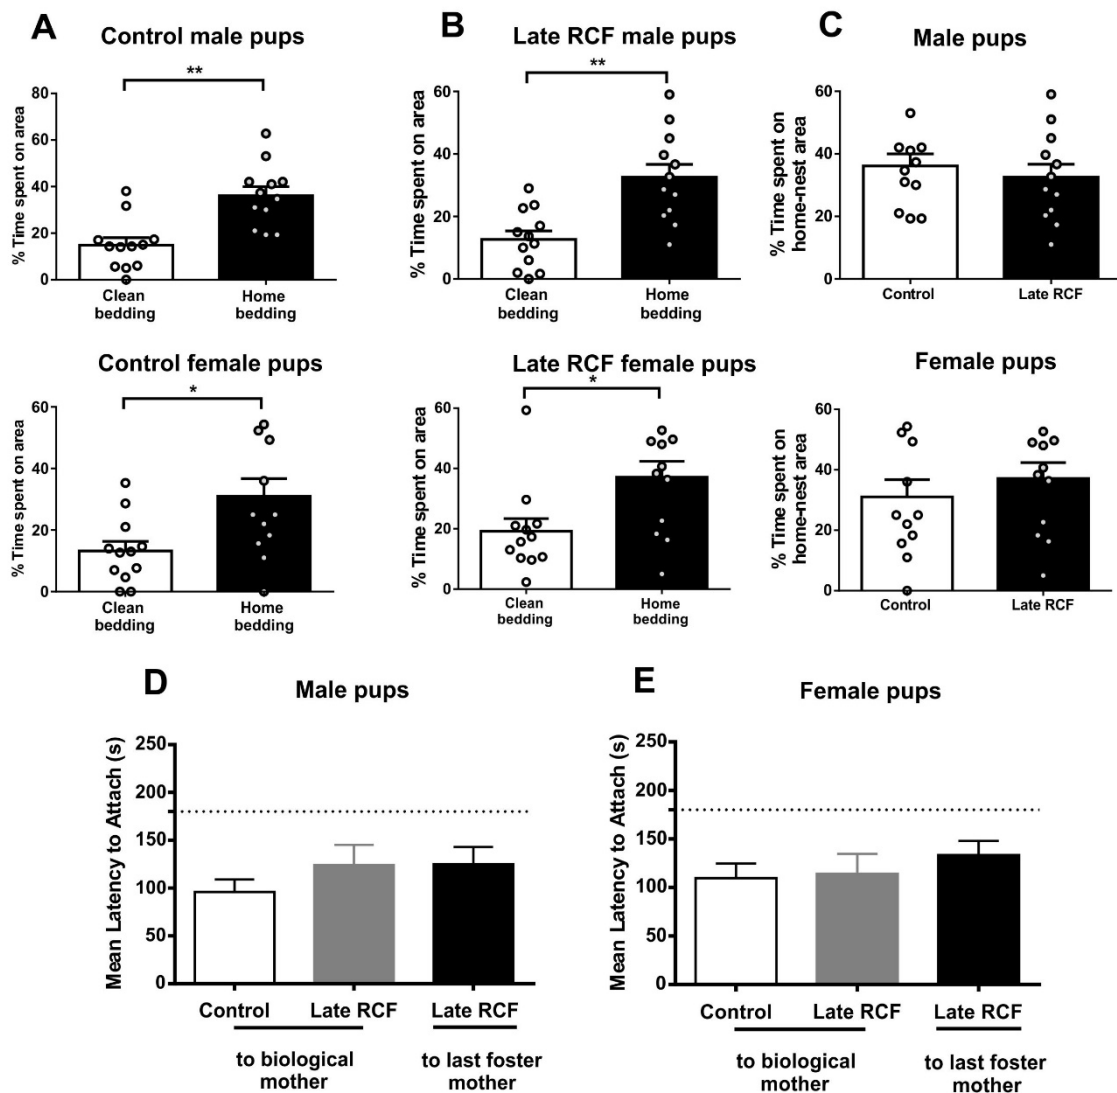 A
Control male pups
**
% Time spent on area
80
60
40
20
0
Clean
bedding
Home
bedding
B
Late RCF male pups
**
% Time spent on area
60
40
20
0
Clean
bedding
Home
bedding
C
Male pups
% Time spent on
home-nest area
60
40
20
0
Control
Late RCF
Control female pups
*
% Time spent on area
60
40
20
0
Clean
bedding
Home
bedding
Late RCF female pups
*
% Time spent on area
60
40
20
0
Clean
bedding
Home
bedding
Female pups
% Time spent on
home-nest area
60
40
20
0
Control
Late RCF
D
Male pups
Mean Latency to Attach (s)
250
200
150
100
50
0
Control
Late RCF
Late RCF
to biological
mother
to last foster
mother
E
Female pups
Mean Latency to Attach (s)
250
200
150
100
50
0
Control
Late RCF
Late RCF
to biological
mother
to last foster
mother